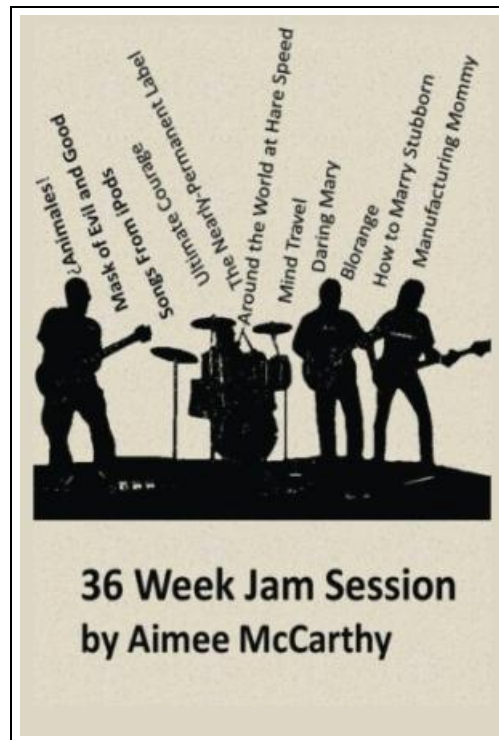 ¿Animales!
Mask of Evil and Good
Songs From iPods
Ultimate Courage
The Nearly-Permanent Label
Around the World at Hare Speed
Mind Travel
Daring Mary
Blorange
How to Marry Stubborn
Manufacturing Mommy
36 Week Jam Session
by Aimee McCarthy